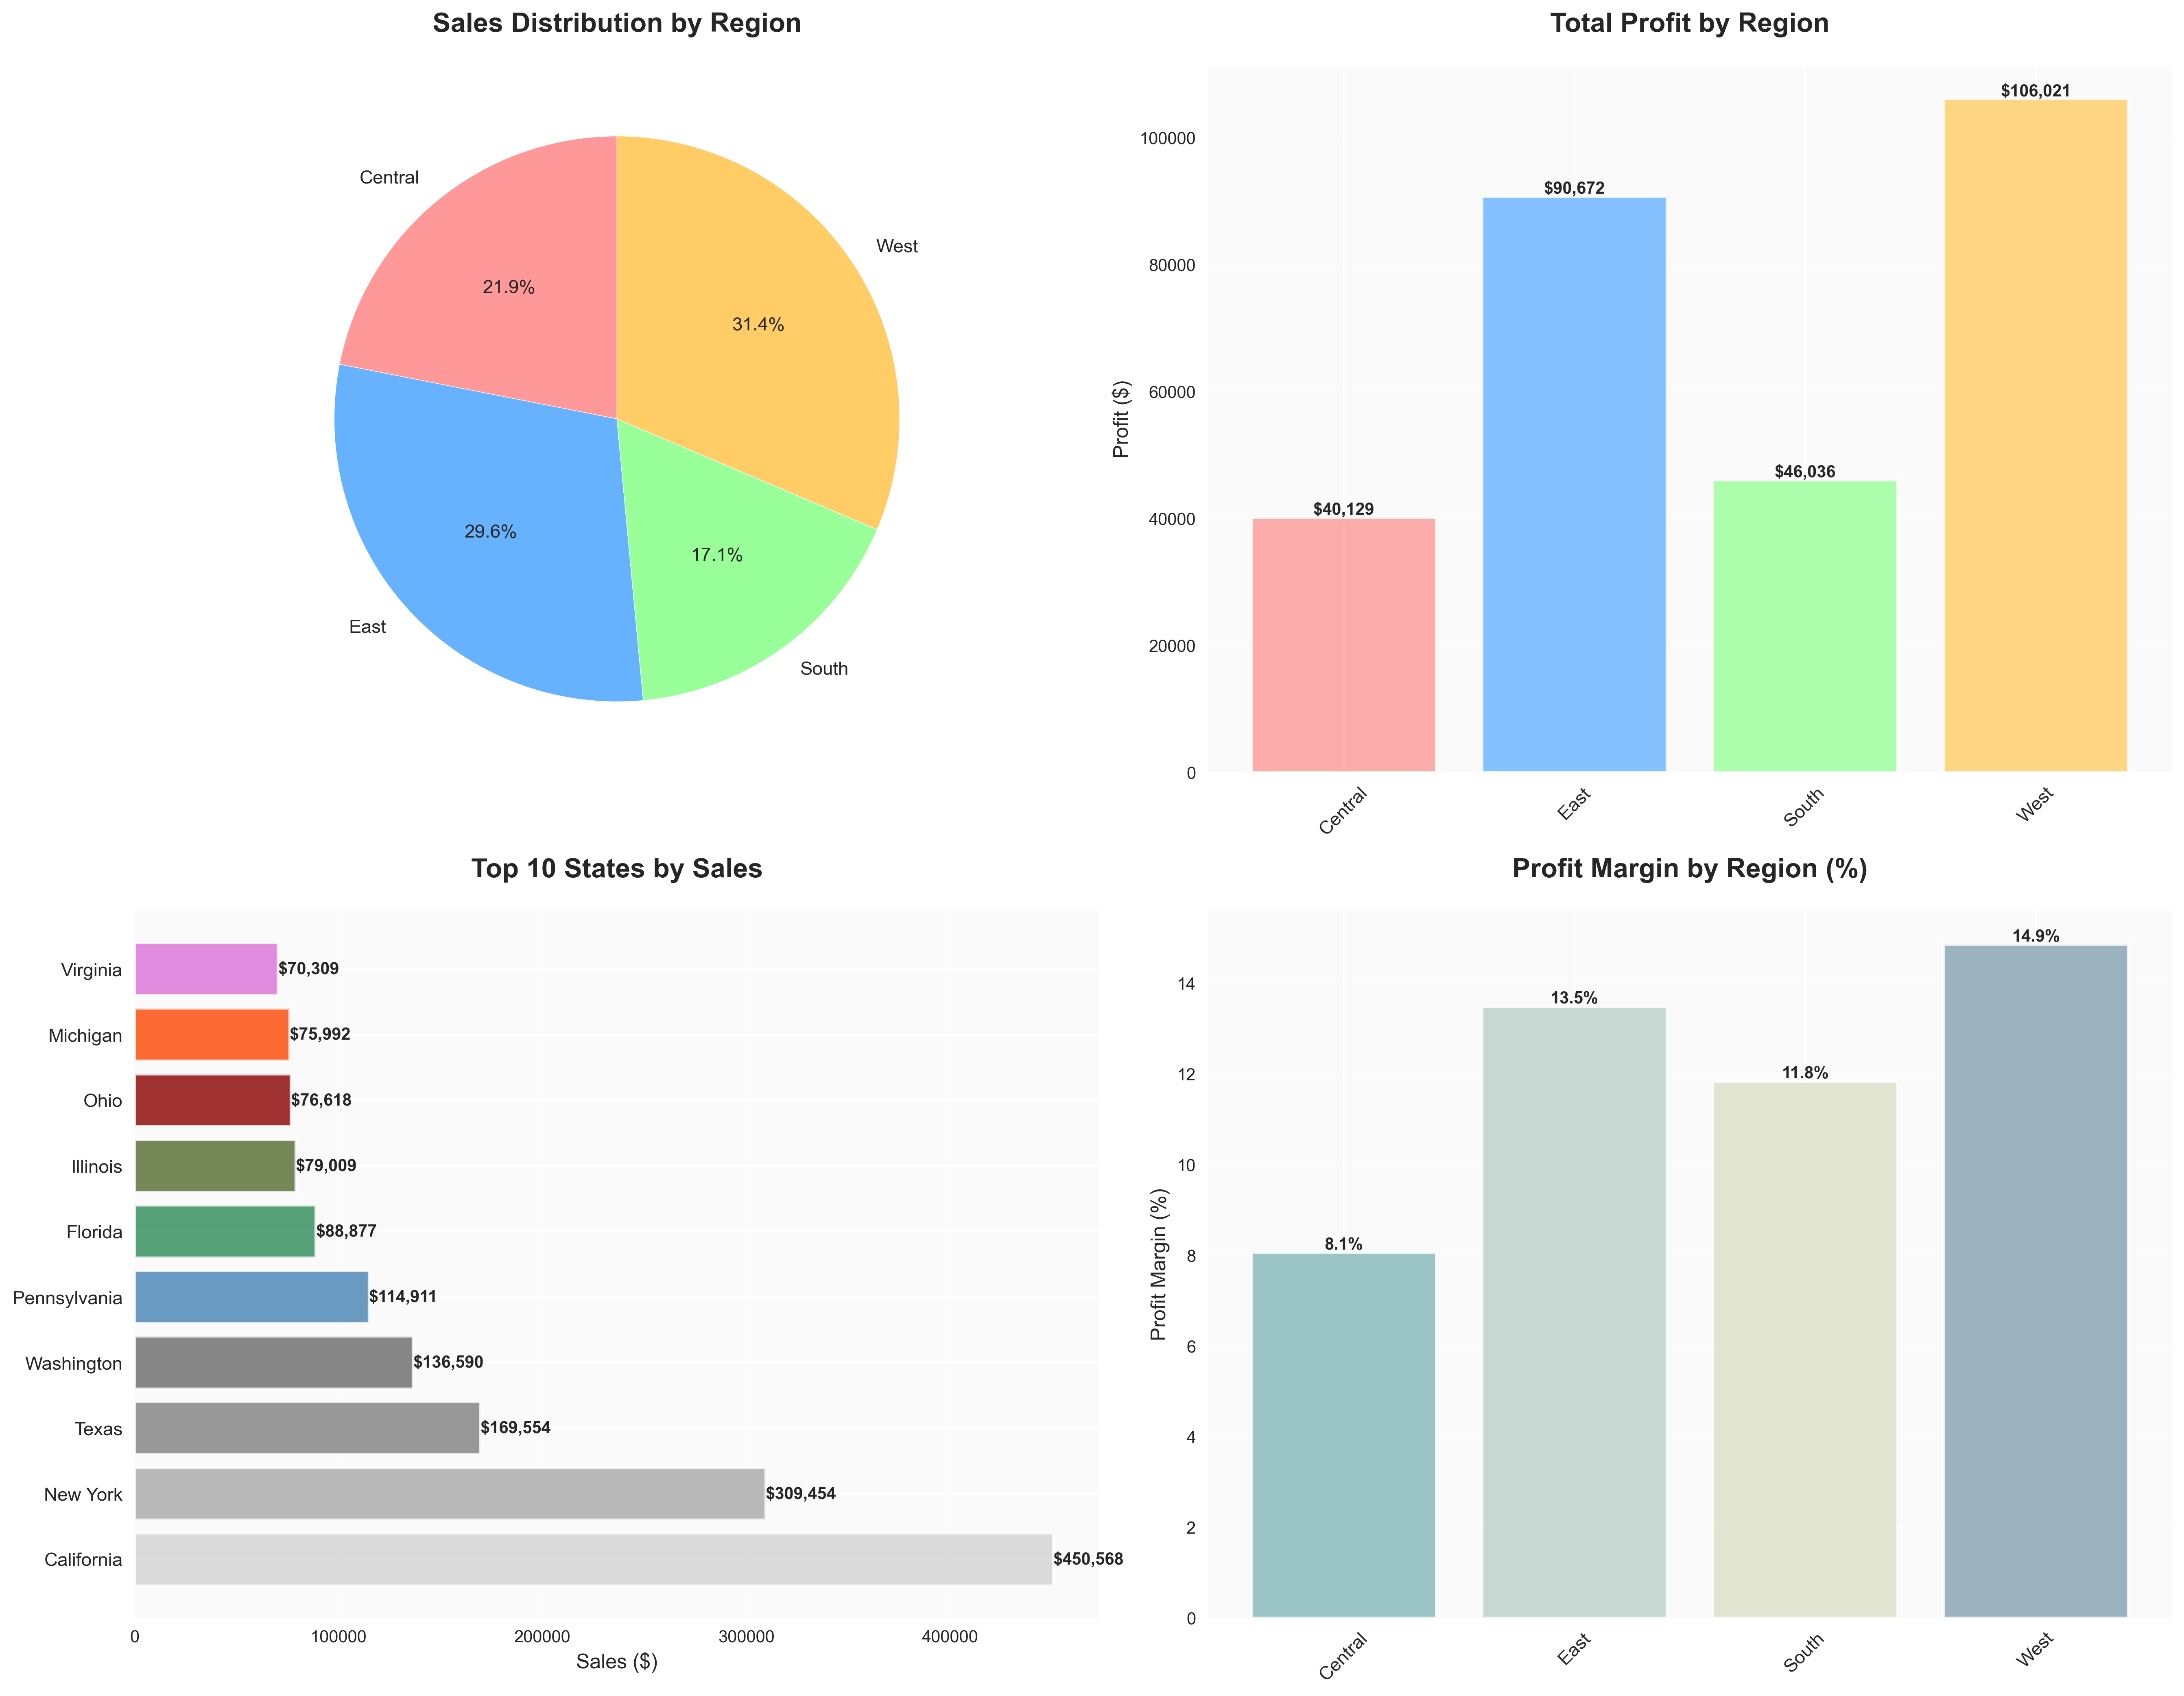 Sales Distribution by Region
Central
West
21.9%
31.4%
29.6%
17.1%
East
South
Total Profit by Region
$106,021
100000
$90,672
80000
60000
Profit ($)
$46,036
$40,129
40000
20000
0
Central
East
South
West
Top 10 States by Sales
Virginia
$70,309
Michigan
$75,992
Ohio
$76,618
Illinois
$79,009
Florida
$88,877
Pennsylvania
$114,911
Washington
$136,590
Texas
$169,554
New York
$309,454
California
$450,568
0
100000
200000
300000
400000
Sales ($)
Profit Margin by Region (%)
14.9%
14
13.5%
12
11.8%
10
Profit Margin (%)
8.1%
8
6
4
2
0
Central
East
South
West